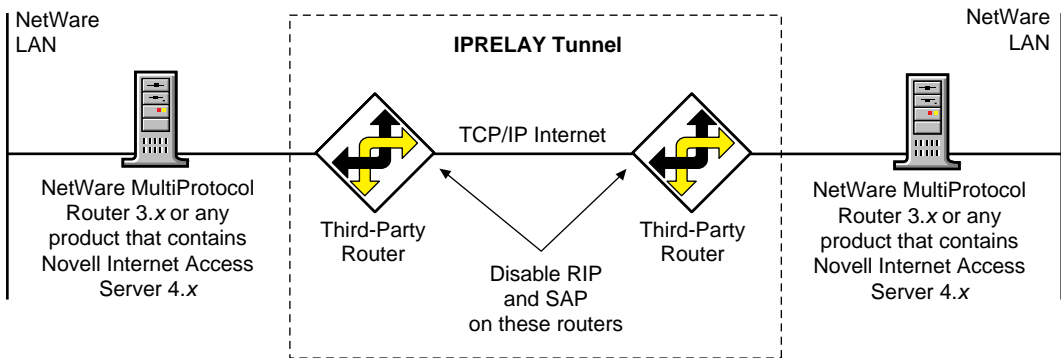 NetWare
LAN
NetWare
LAN
IPRELAY Tunnel
TCP/IP Internet
NetWare MultiProtocol
Router 3.x or any
product that contains
Novell Internet Access
Server 4.x
Third-Party
Router
Third-Party
Router
NetWare MultiProtocol
Router 3.x or any
product that contains
Novell Internet Access
Server 4.x
Disable RIP
and SAP
on these routers